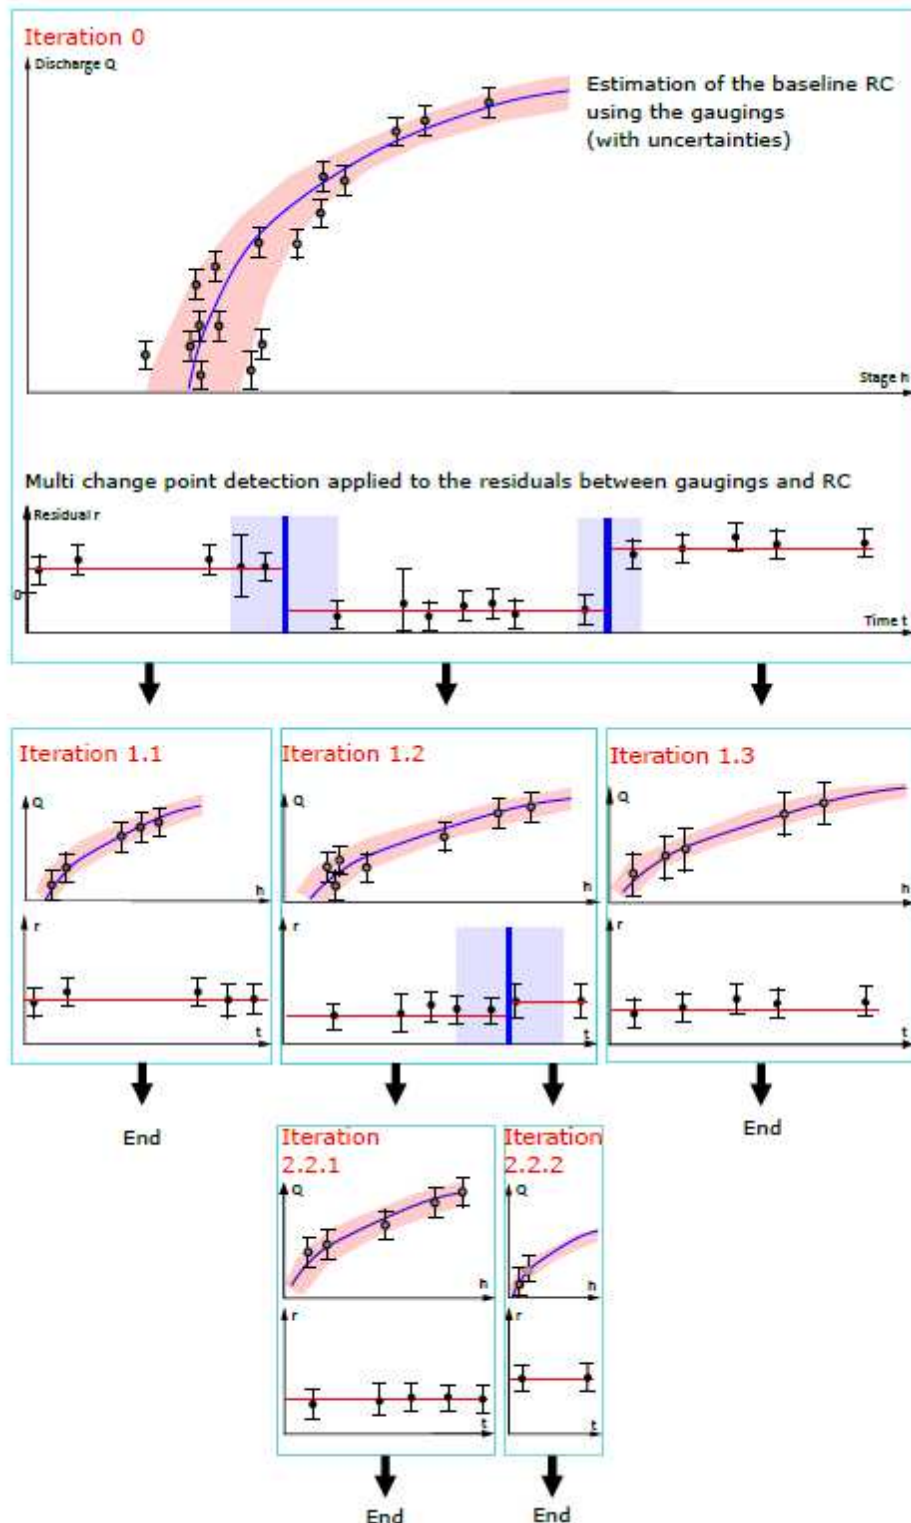 Iteration 0
Discharge Q
Estimation of the baseline RC
using the gaugings
(with uncertainties)
Stage h
Multi change point detection applied to the residuals between gaugings and RC
Residual r
0
Time t
Iteration 1.1
Q
h
r
t
Iteration 1.2
Q
h
r
t
Iteration 1.3
Q
h
r
t
End
End
Iteration
2.2.1
Q
h
r
t
Iteration
2.2.2
Q
h
r
t
End
End